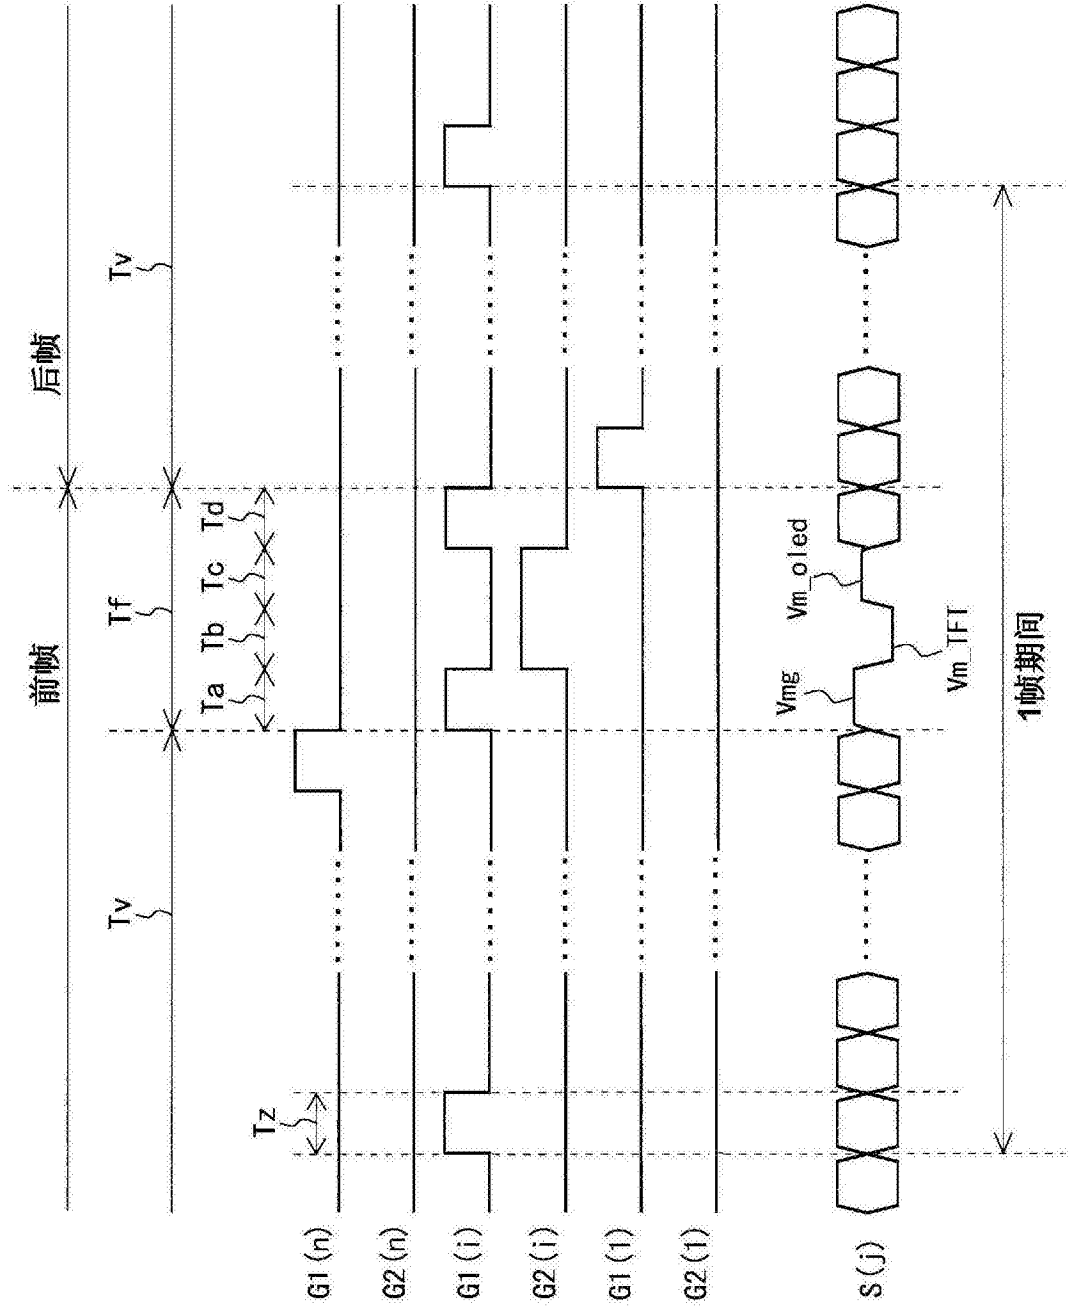 前帧
后帧
Tv
Tf
Tv
Ta
Tb
Tc
Td
Tz
G1(n)
G2(n)
G1(i)
G2(i)
G1(1)
G2(1)
Vmg
Vm_oled
Vm_TFT
S(j)
1帧期间